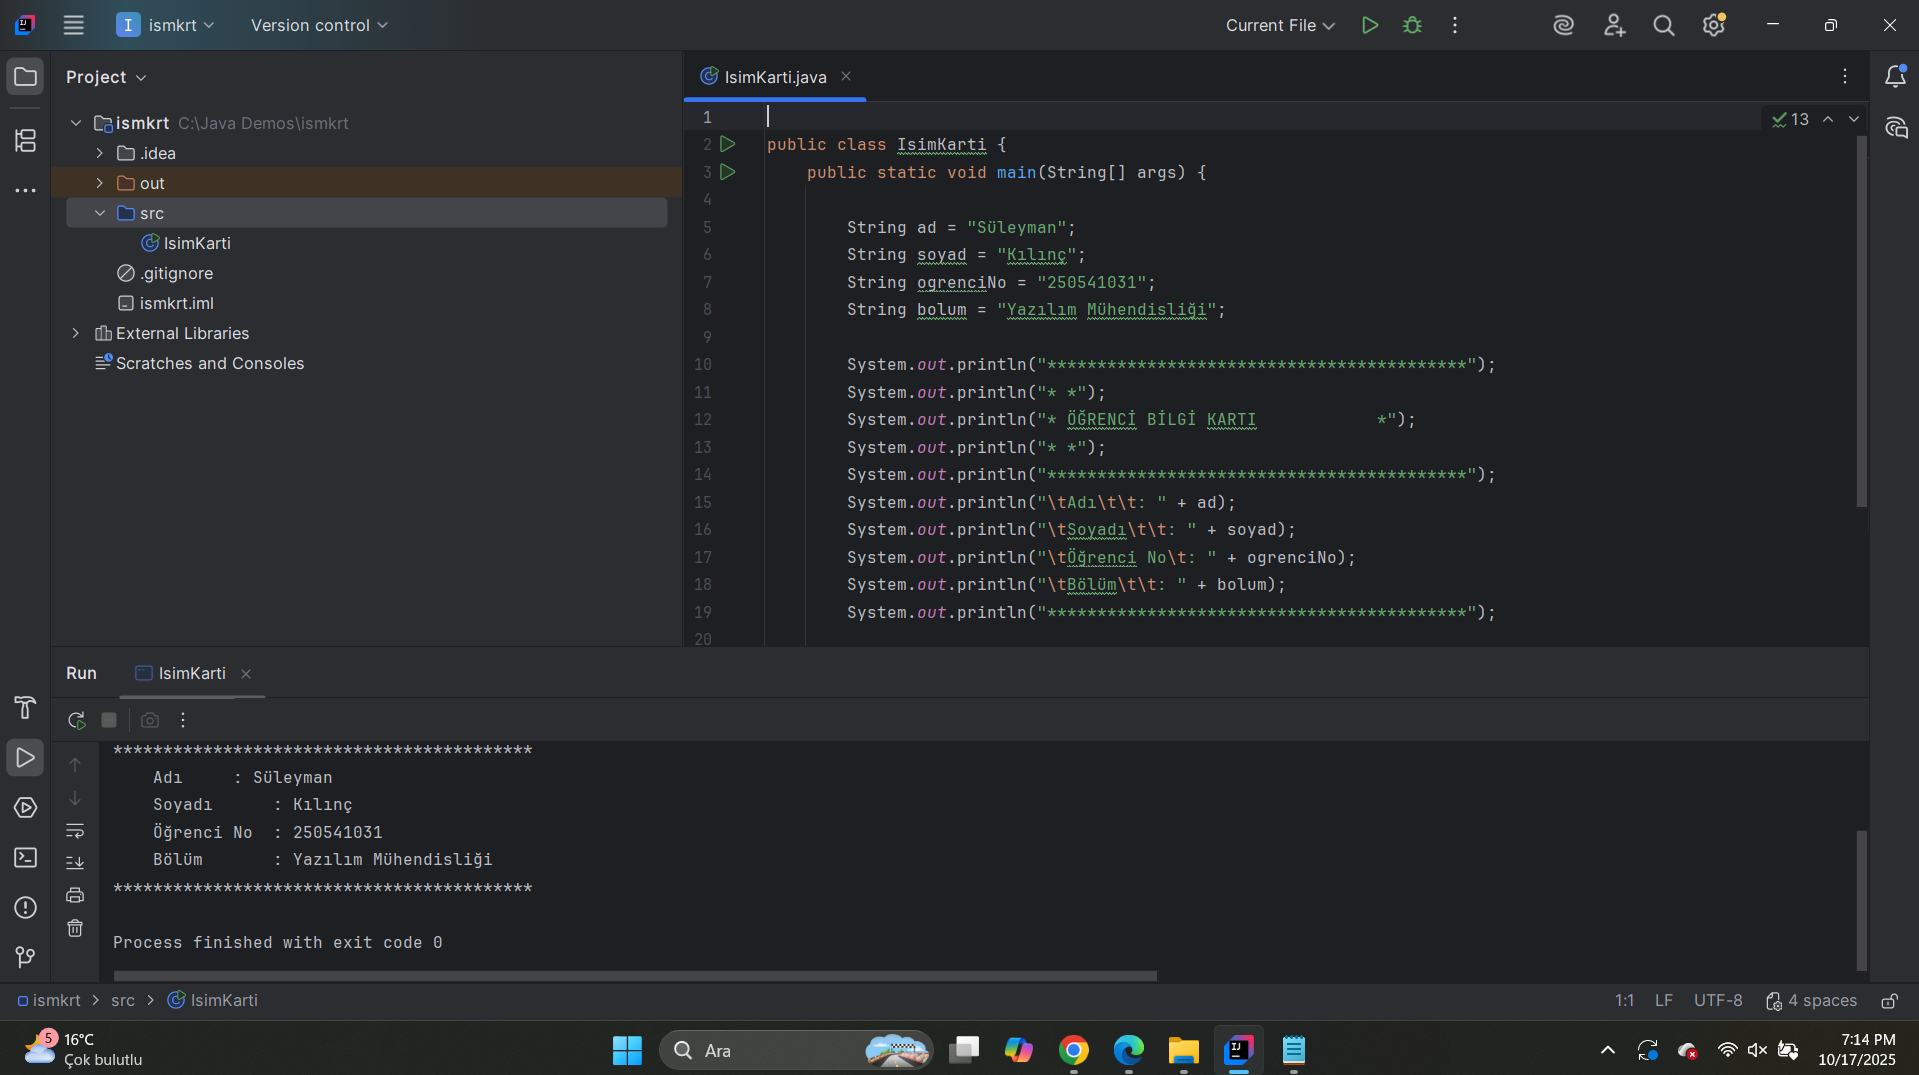 I ismkrt Version control Current File
Project
IsimKarti.java
ismkrt C:\Java Demos\ismkrt
.idea
out
src
IsimKarti
.gitignore
ismkrt.iml
External Libraries
Scratches and Consoles
13
1
2 public class IsimKarti {
3     public static void main(String[] args) {
4
5         String ad = "Süleyman";
6         String soyad = "Kılınç";
7         String ogrenciNo = "250541031";
8         String bolum = "Yazılım Mühendisliği";
9
10         System.out.println("******************************************");
11         System.out.println("* *");
12         System.out.println("* ÖĞRENCİ BİLGİ KARTI            *");
13         System.out.println("* *");
14         System.out.println("******************************************");
15         System.out.println("\tAdı\t\t: " + ad);
16         System.out.println("\tSoyadı\t\t: " + soyad);
17         System.out.println("\tÖğrenci No\t: " + ogrenciNo);
18         System.out.println("\tBölüm\t\t: " + bolum);
19         System.out.println("******************************************");
20
Run IsimKarti
******************************************
    Adı     : Süleyman
    Soyadı      : Kılınç
    Öğrenci No  : 250541031
    Bölüm       : Yazılım Mühendisliği
******************************************
Process finished with exit code 0
ismkrt > src > IsimKarti 1:1 LF UTF-8 4 spaces
5 16°C
Çok bulutlu
Ara
7:14 PM
10/17/2025